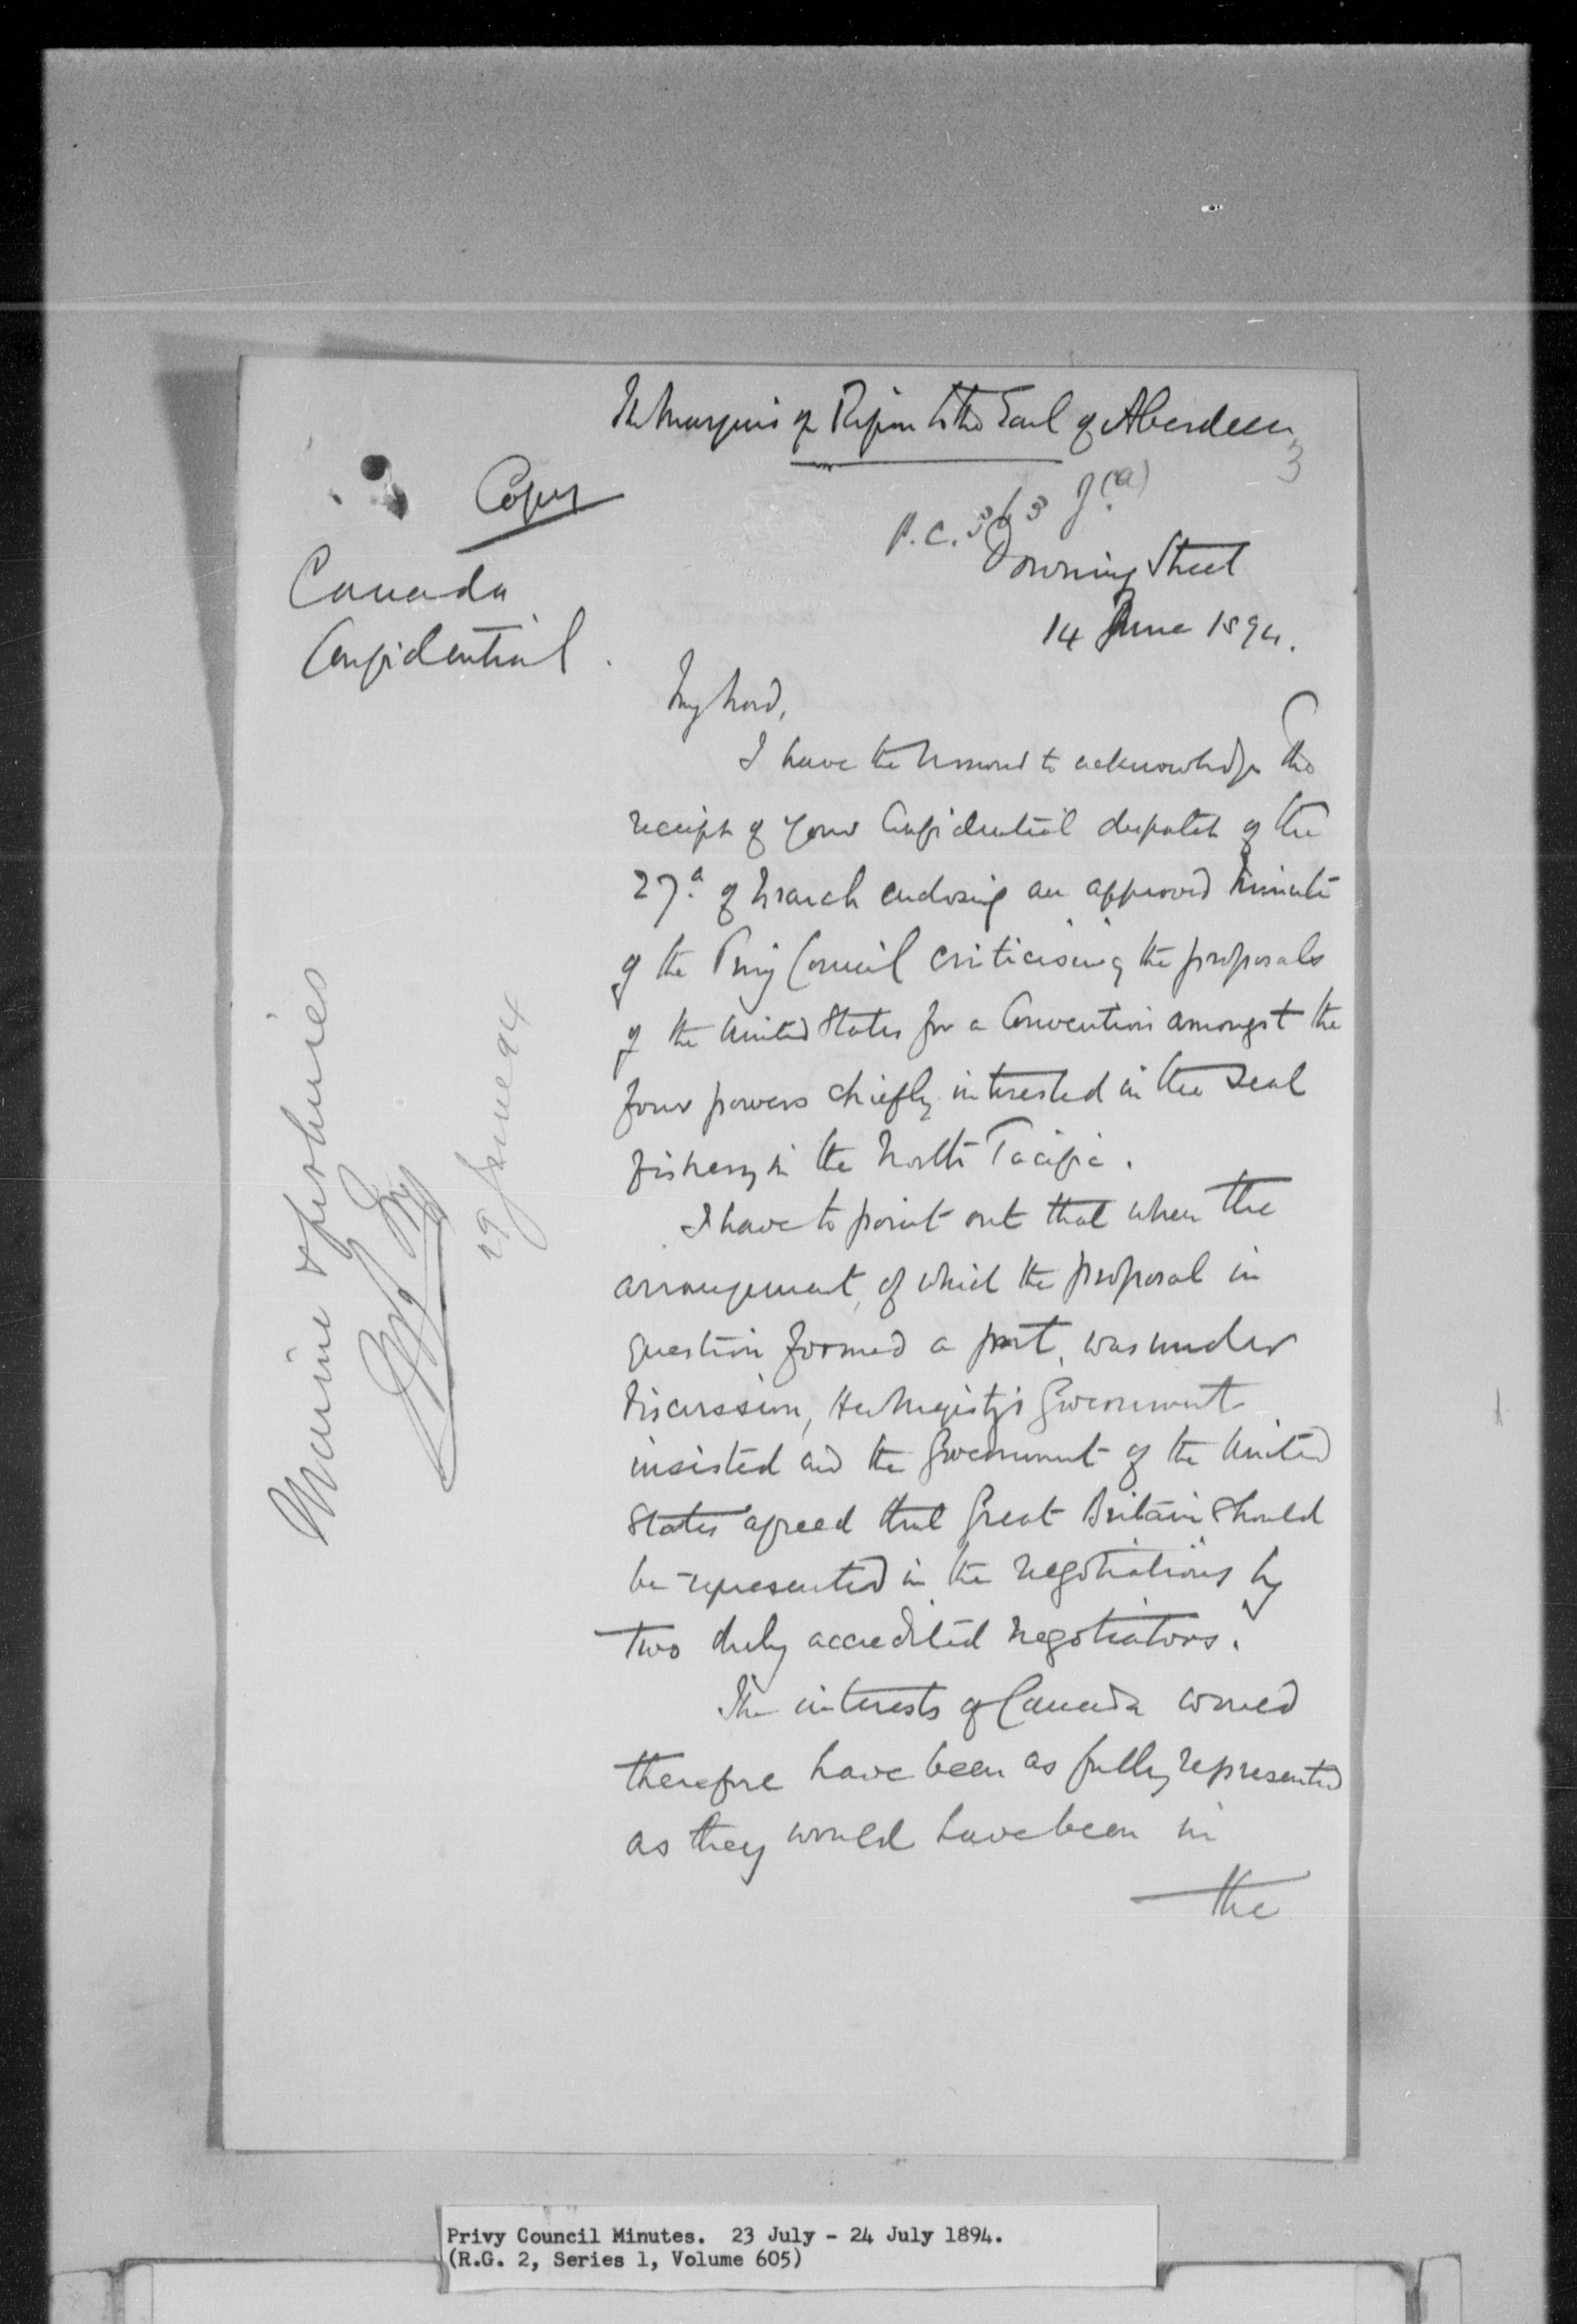 The Marquis of Ripon to the Earl of Aberdeen
3
Copy
P.C. 363 J.(a)
Downing Street
Canada
14 June 1894.
Confidential.
My Lord,
I have the honour to acknowledge the
receipt of your Confidential despatch of the
27.a of March enclosing an approved Minute
of the Privy Council criticising the proposals
of the United States for a Convention amongst the
four powers chiefly interested in the Seal
fishery in the North Pacific.
I have to point out that when the
arrangement, of which the proposal in
question formed a part, was under
discussion, Her Majesty's Government
insisted and the Government of the United
States agreed that Great Britain should
be represented in the negotiations by
two duly accredited negotiators.
The interests of Canada would
therefore have been as fully represented
as they would have been in
the
Marine & fisheries
29 June 94
Privy Council Minutes. 23 July - 24 July 1894.
(R.G. 2, Series 1, Volume 605)